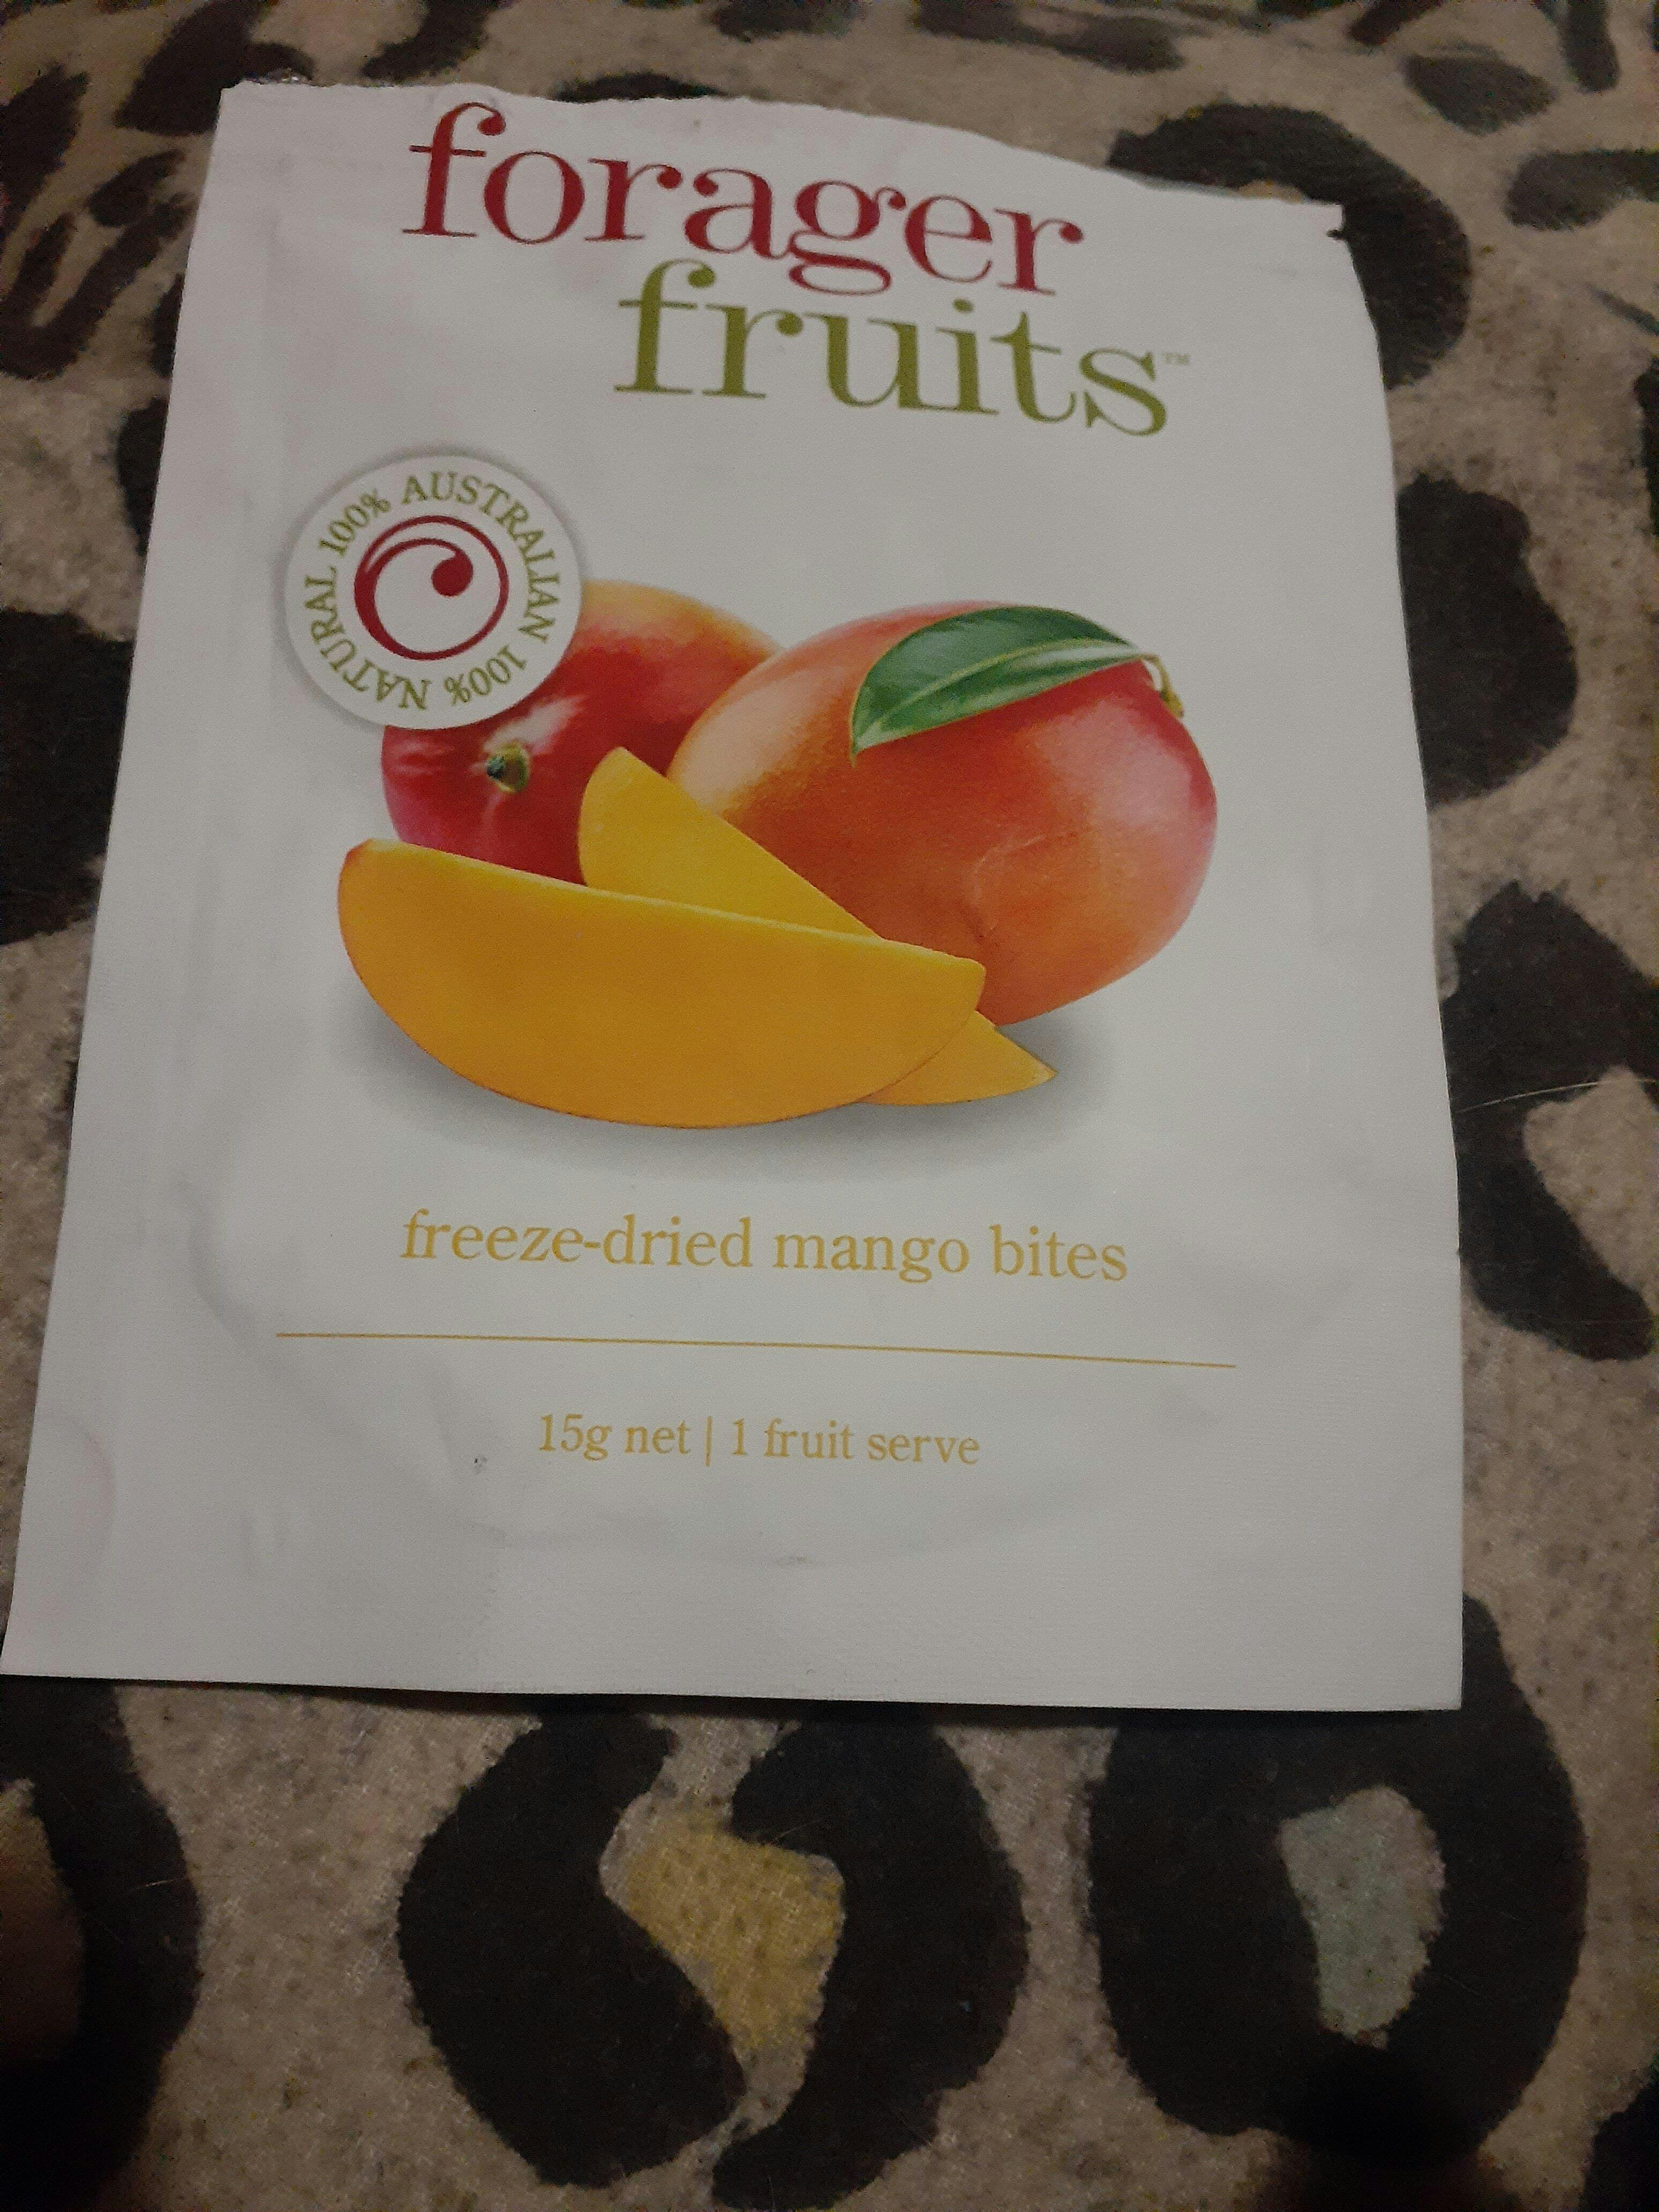 forager
fruits™
100% AUSTRALIAN 100% NATURAL
freeze-dried mango bites
15g net | 1 fruit serve